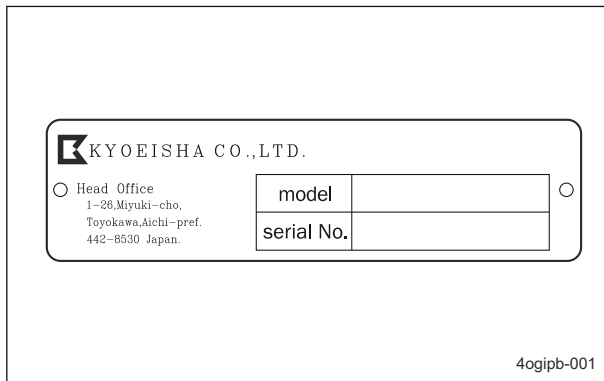 KYOEISHA CO.,LTD.
Head Office
1-26,Miyuki-cho,
Toyokawa,Aichi-pref.
442-8530 Japan.
model
serial No.
4ogipb-001